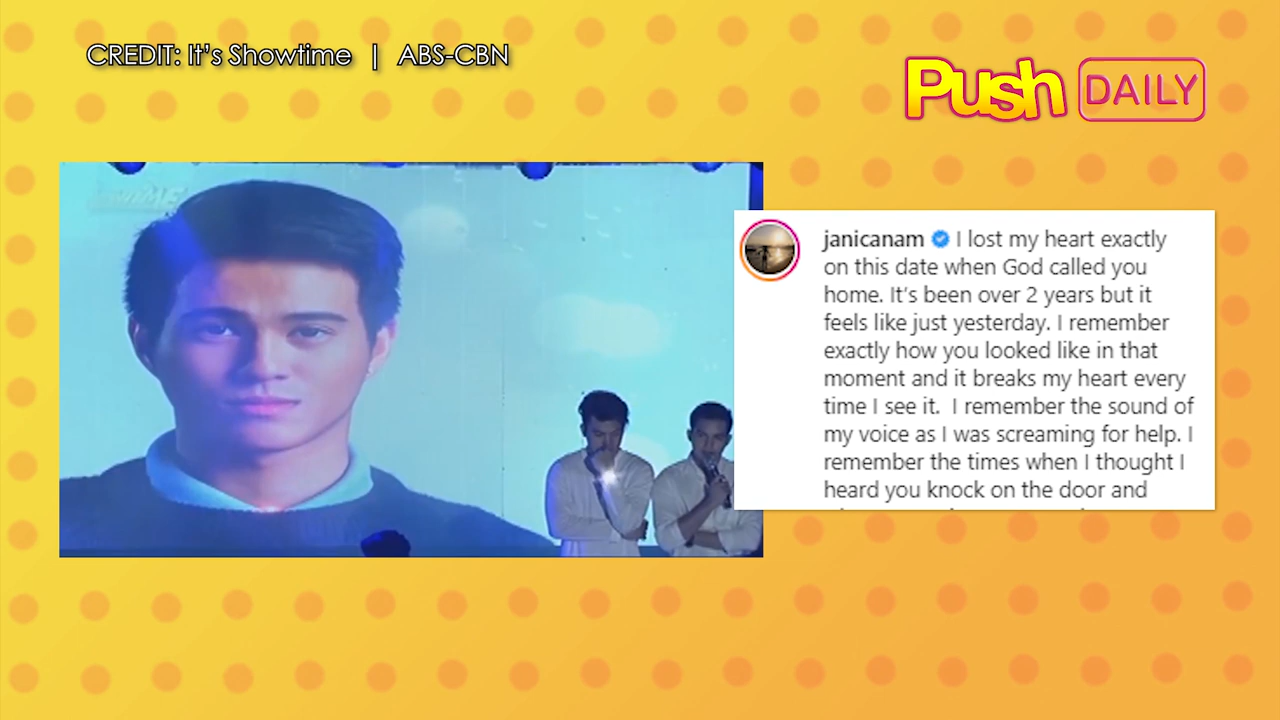 CREDIT: It's Showtime | ABS-CBN
Push DAILY
janicanam I lost my heart exactly
on this date when God called you
home. It's been over 2 years but it
feels like just yesterday. I remember
exactly how you looked like in that
moment and it breaks my heart every
time I see it. I remember the sound of
my voice as I was screaming for help. I
remember the times when I thought I
heard you knock on the door and